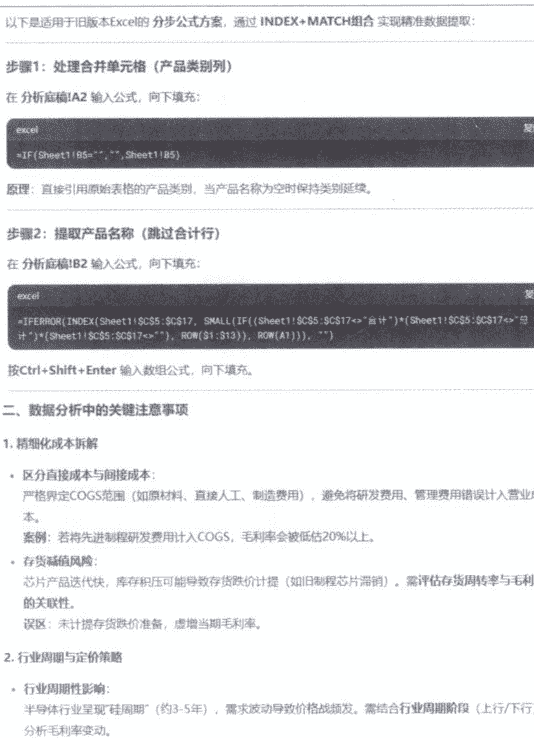 以下是适用于旧版本Excel的 分步公式方案，通过 INDEX+MATCH组合 实现精准数据提取：
步骤1：处理合并单元格（产品类别列）
在 分析底稿!A2 输入公式，向下填充：
excel
=IF(Sheet1!B5="","",Sheet1!B5)
原理：直接引用原始表格的产品类别，当产品名称为空时保持类别延续。
步骤2：提取产品名称（跳过合计行）
在 分析底稿!B2 输入公式，向下填充：
excel
=IFERROR(INDEX(Sheet1!$C$5:$C$17, SMALL(IF((Sheet1!$C$5:$C$17<>"合计")*(Sheet1!$C$5:$C$17<>"总
计")*(Sheet1!$C$5:$C$17<>""), ROW($1:$13)), ROW(A1))), "")
按Ctrl+Shift+Enter 输入数组公式，向下填充。
二、数据分析中的关键注意事项
1. 精细化成本拆解
• 区分直接成本与间接成本：
严格界定COGS范围（如原材料、直接人工、制造费用），避免将研发费用、管理费用错误计入营业
本。
案例：若将先进制程研发费用计入COGS，毛利率会被低估20%以上。
• 存货减值风险：
芯片产品迭代快，库存积压可能导致存货跌价计提（如旧制程芯片滞销）。需评估存货周转率与毛利
的关联性。
误区：未计提存货跌价准备，虚增当期毛利率。
2. 行业周期与定价策略
• 行业周期性影响：
半导体行业呈现"硅周期"（约3-5年），需求波动导致价格战频发。需结合行业周期阶段（上行/下行
分析毛利率变动。